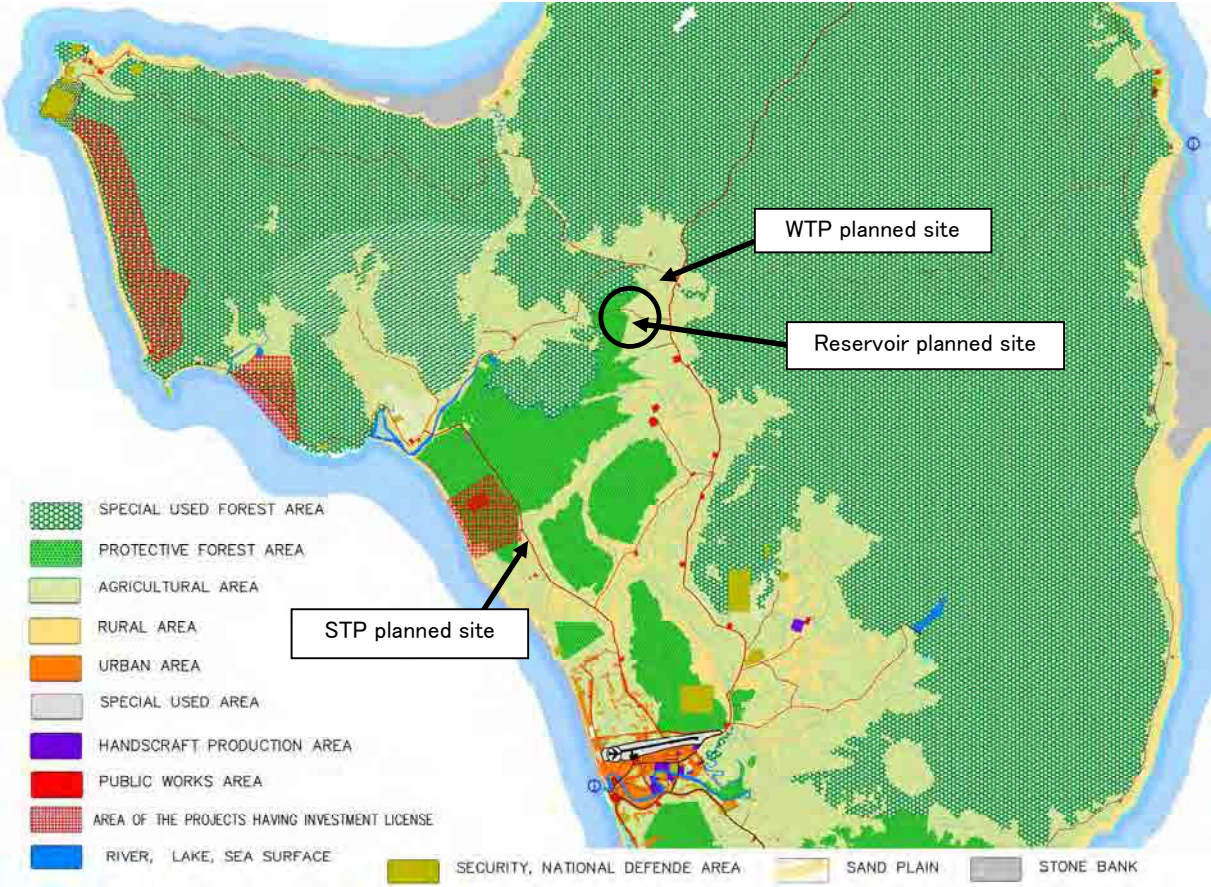 WTP planned site
Reservoir planned site
STP planned site
SPECIAL USED FOREST AREA
PROTECTIVE FOREST AREA
AGRICULTURAL AREA
RURAL AREA
URBAN AREA
SPECIAL USED AREA
HANDSCRAFT PRODUCTION AREA
PUBLIC WORKS AREA
AREA OF THE PROJECTS HAVING INVESTMENT LICENSE
RIVER, LAKE, SEA SURFACE
SECURITY, NATIONAL DEFENDE AREA
SAND PLAIN
STONE BANK